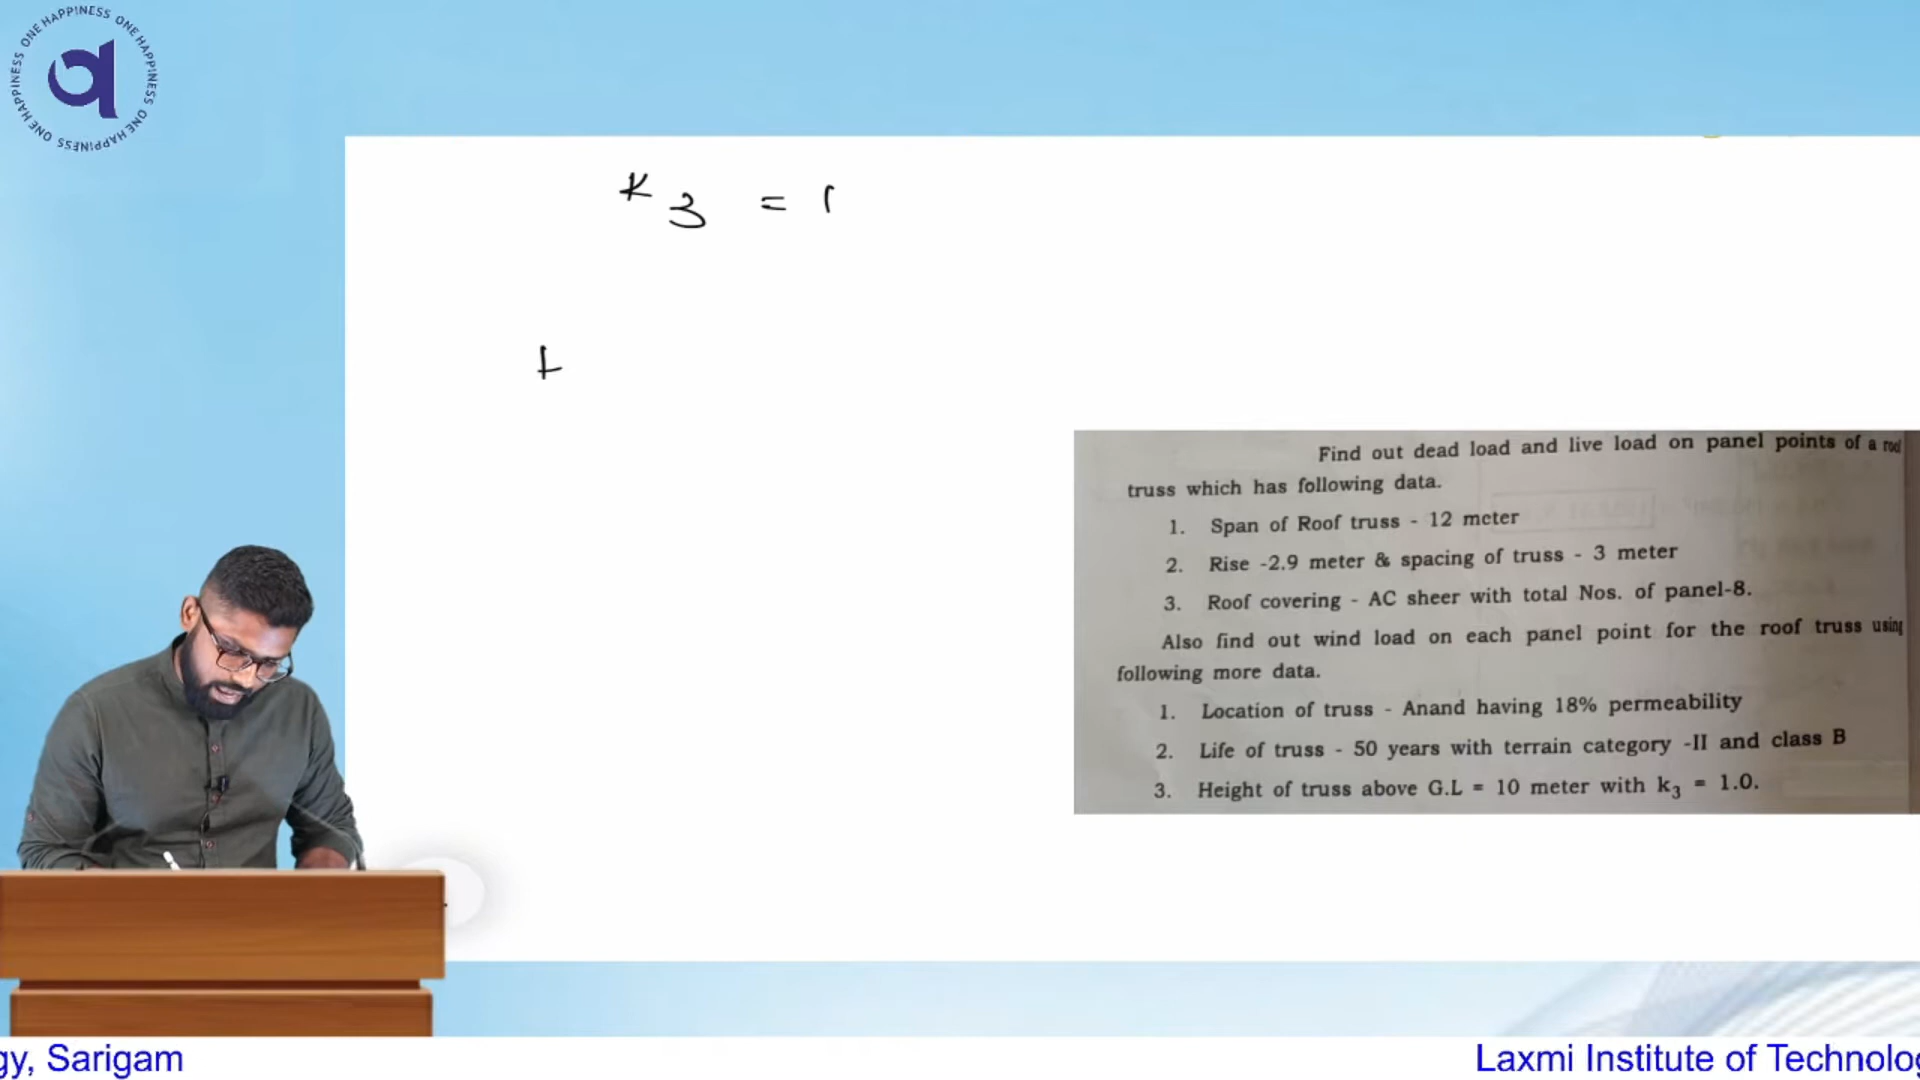 ONE HAPPINESS ONE HAPPINESS ONE HAPPINESS ONE HAPPINESS
k3 = 1
Find out dead load and live load on panel points of a roof
truss which has following data.
1. Span of Roof truss - 12 meter
2. Rise -2.9 meter & spacing of truss - 3 meter
3. Roof covering - AC sheer with total Nos. of panel-8.
Also find out wind load on each panel point for the roof truss using
following more data.
1. Location of truss - Anand having 18% permeability
2. Life of truss - 50 years with terrain category -II and class B
3. Height of truss above G.L = 10 meter with k3 = 1.0.
gy, Sarigam
Laxmi Institute of Technolog